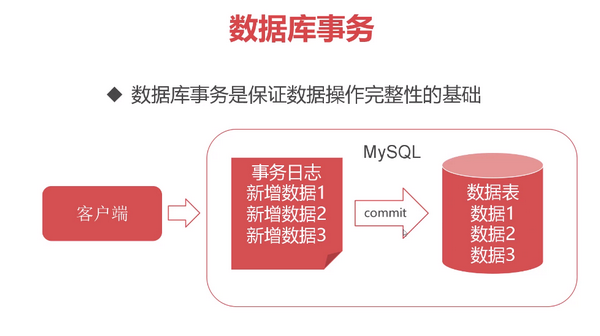 数据库事务
◆ 数据库事务是保证数据操作完整性的基础
MySQL
客户端
事务日志
新增数据1
新增数据2
新增数据3
commit
数据表
数据1
数据2
数据3